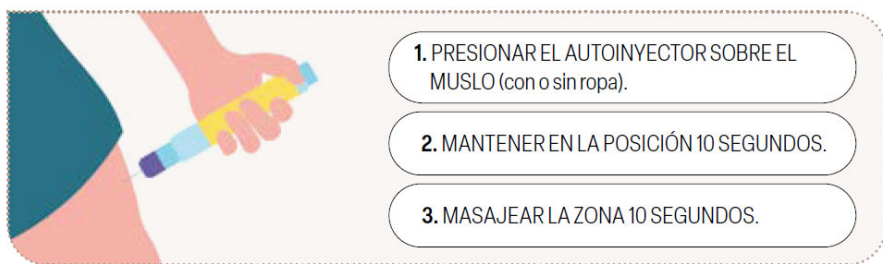 1. PRESIONAR EL AUTOINYECTOR SOBRE EL
MUSLO (con o sin ropa).
2. MANTENER EN LA POSICIÓN 10 SEGUNDOS.
3. MASAJEAR LA ZONA 10 SEGUNDOS.